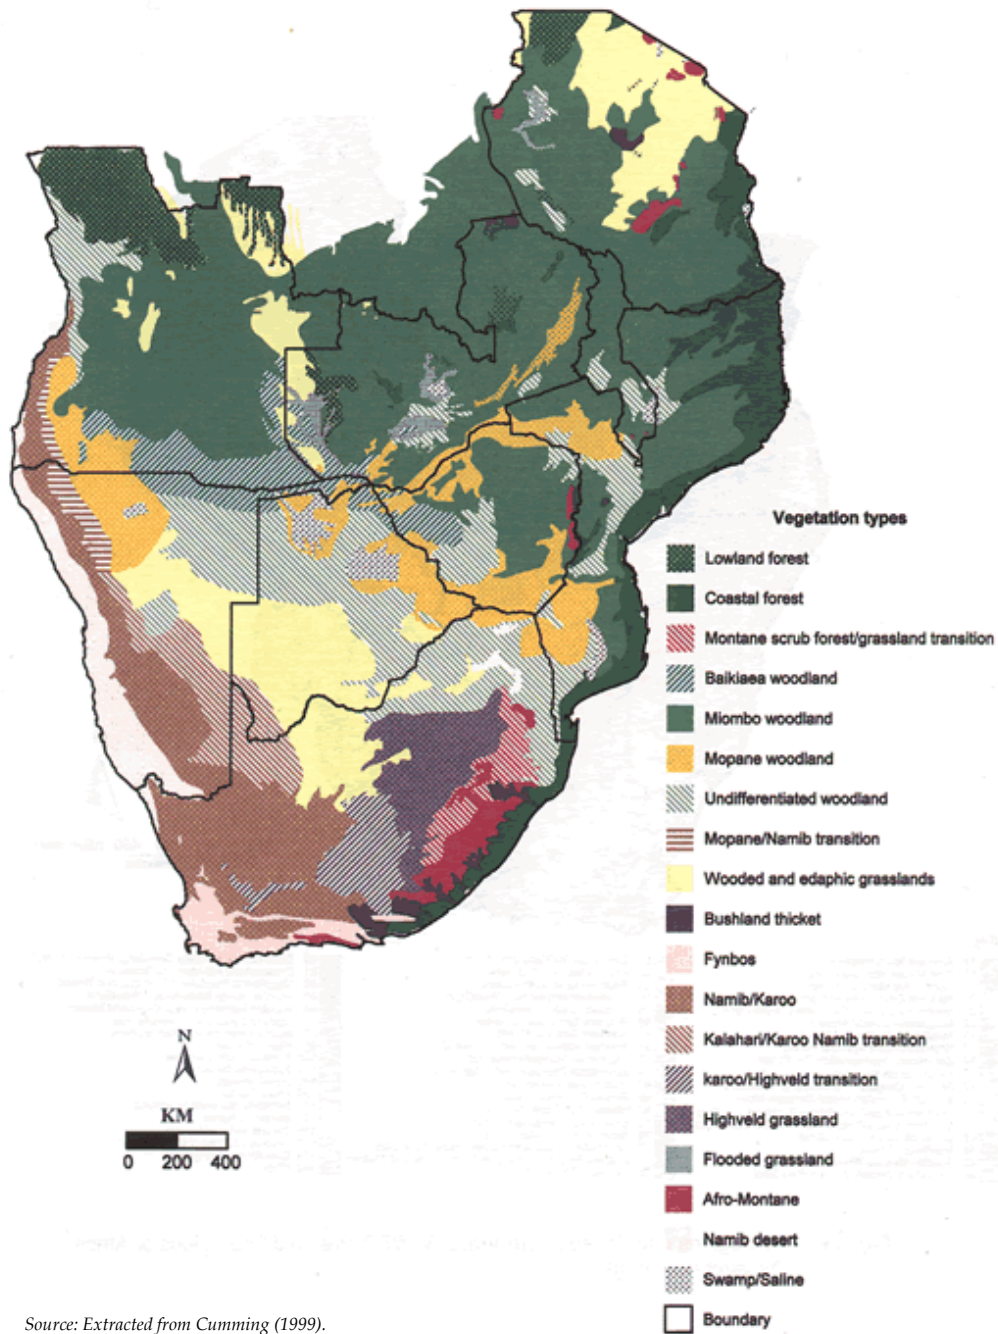 Vegetation types
Lowland forest
Coastal forest
Montane scrub forest/grassland transition
Baikiaea woodland
Miombo woodland
Mopane woodland
Undifferentiated woodland
Mopane/Namib transition
Wooded and edaphic grasslands
Bushland thicket
Fynbos
Namib/Karoo
Kalahari/Karoo Namib transition
karoo/Highveld transition
Highveld grassland
Flooded grassland
Afro-Montane
Namib desert
Swamp/Saline
Boundary
N
KM
0 200 400
Source: Extracted from Cumming (1999).